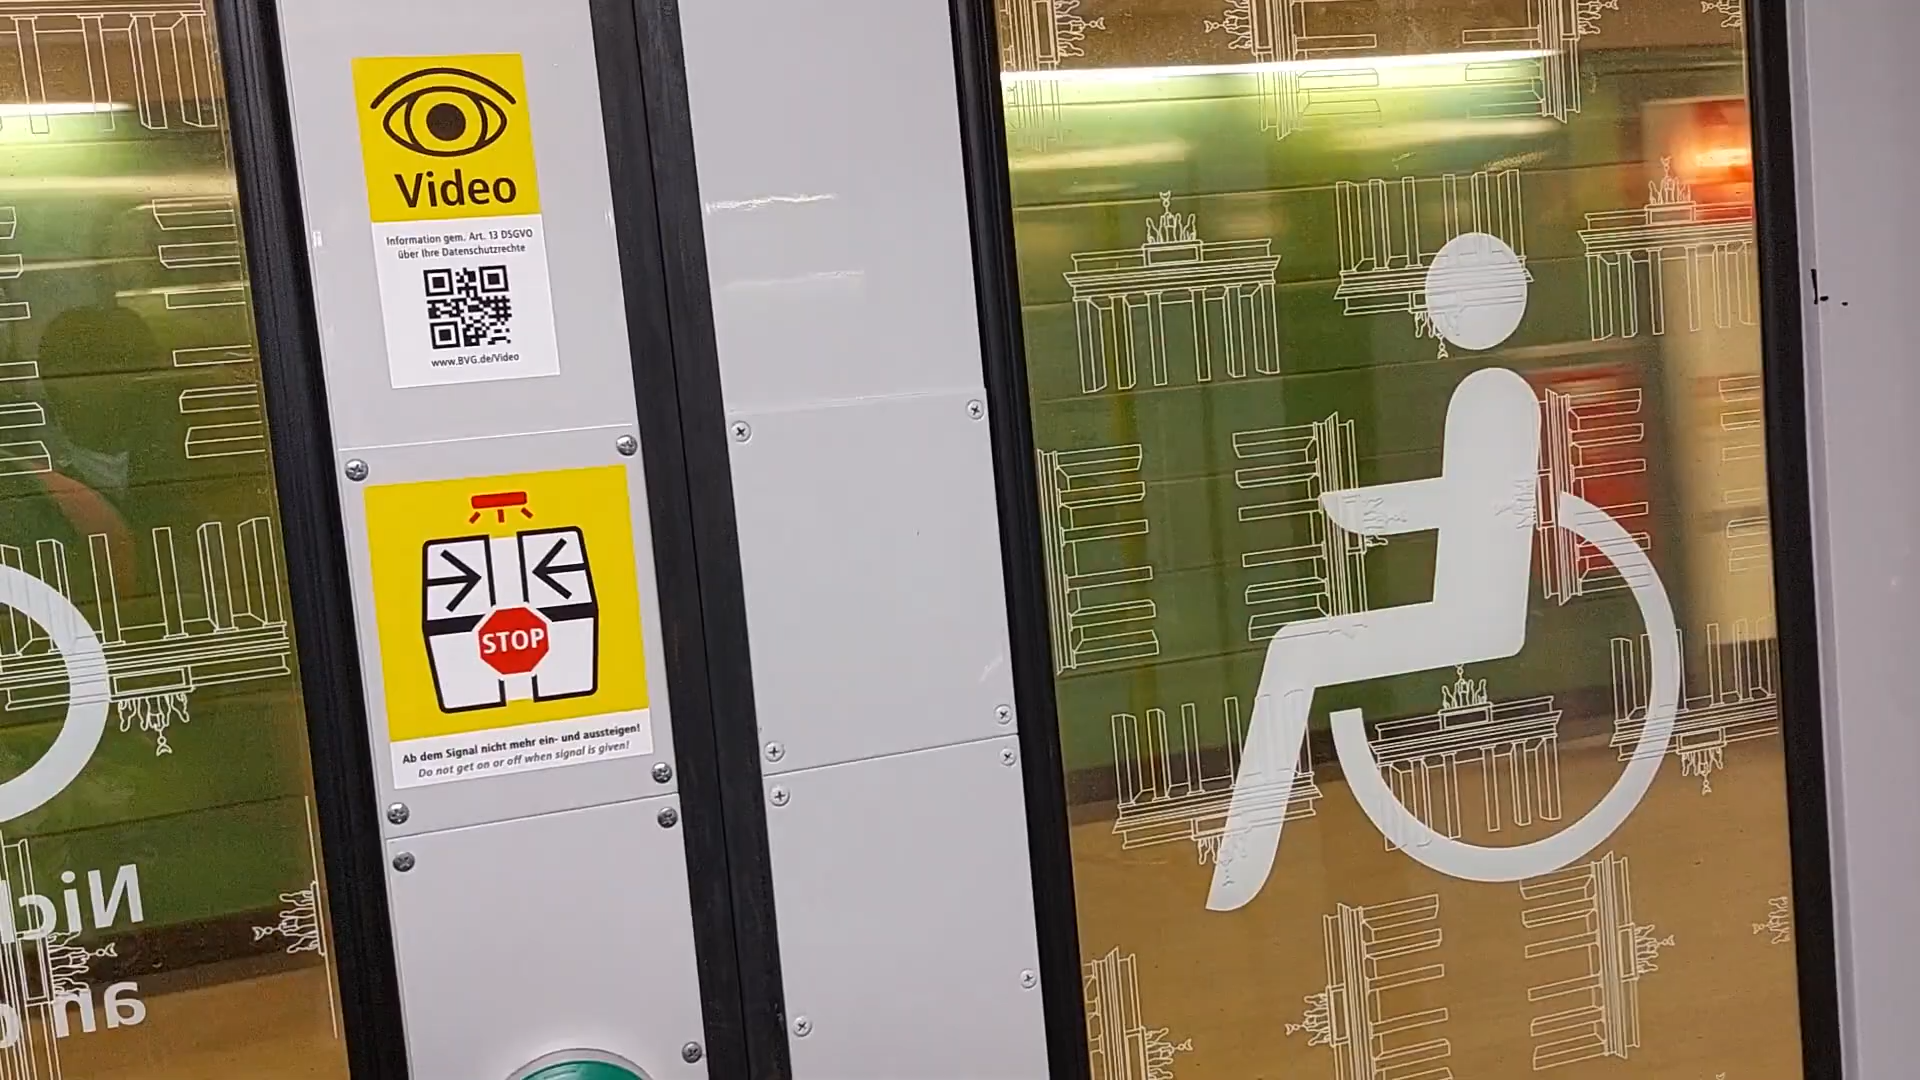 Video
Information gem. Art. 13 DSGVO
über Ihre Datenschutzrechte
www.BVG.de/Video
STOP
Ab dem Signal nicht mehr ein- und aussteigen!
Do not get on or off when signal is given!
an